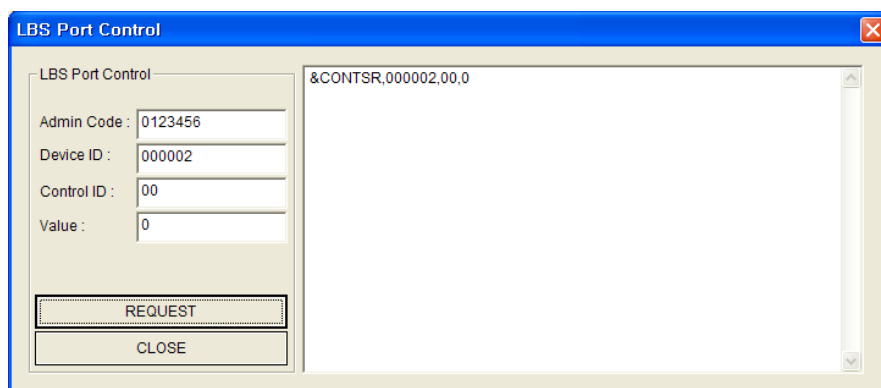 LBS Port Control
LBS Port Control
Admin Code : 0123456
Device ID : 000002
Control ID : 00
Value : 0
REQUEST
CLOSE
&CONTSR,000002,00,0